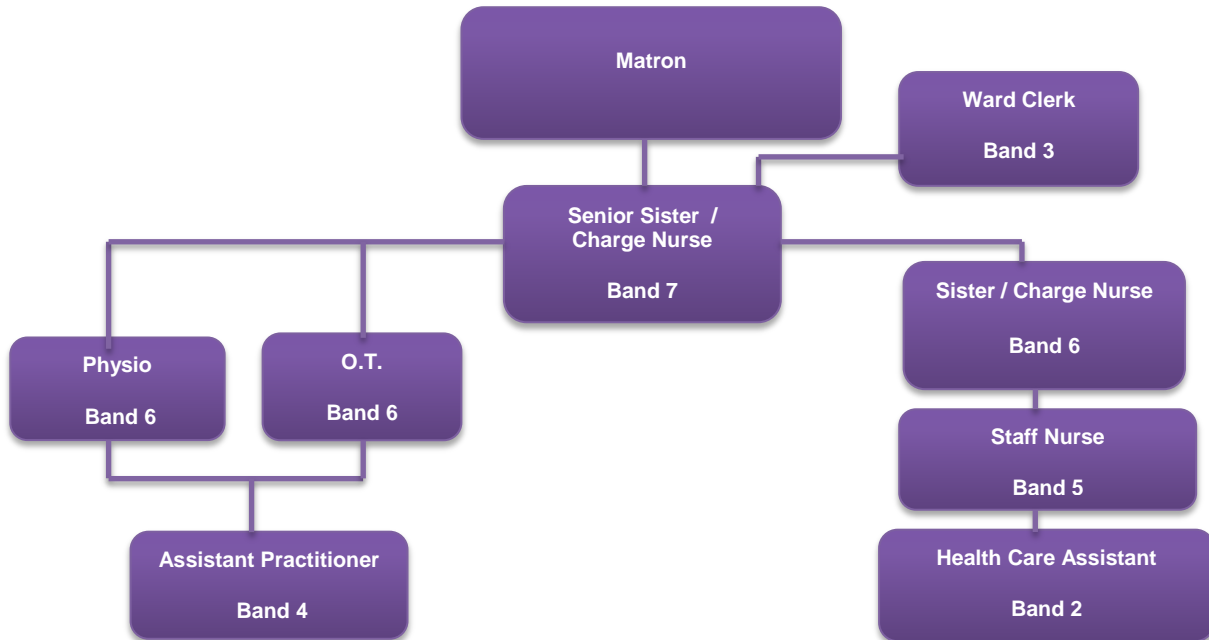 Matron
Ward Clerk
Band 3
Senior Sister /
Charge Nurse
Band 7
Sister / Charge Nurse
Band 6
Physio
Band 6
O.T.
Band 6
Staff Nurse
Band 5
Assistant Practitioner
Band 4
Health Care Assistant
Band 2